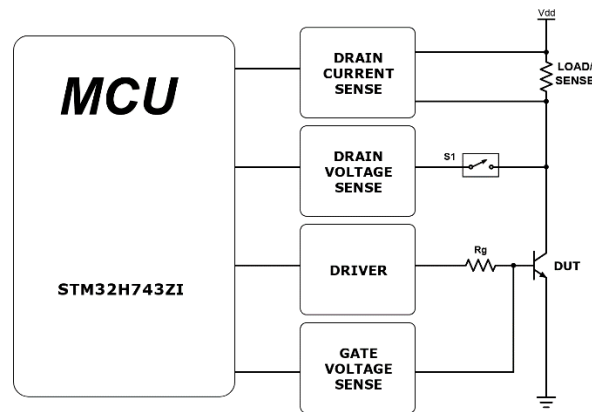 MCU
STM32H743ZI
DRAIN
CURRENT
SENSE
DRAIN
VOLTAGE
SENSE
DRIVER
GATE
VOLTAGE
SENSE
Vdd
LOAD/
SENSE
S1
Rg
DUT